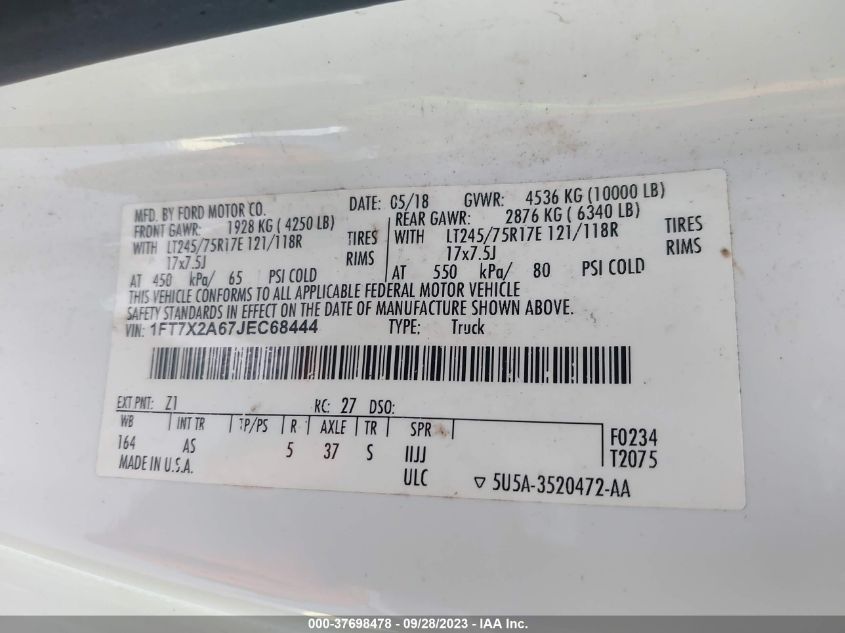 MFD. BY FORD MOTOR CO.
DATE: 05/18 GVWR: 4536 KG (10000 LB)
FRONT GAWR: 1928 KG ( 4250 LB)
REAR GAWR: 2876 KG ( 6340 LB)
WITH LT245/75R17E 121/118R TIRES
WITH LT245/75R17E 121/118R TIRES
17x7.5J RIMS
17x7.5J RIMS
AT 450 kPa/ 65 PSI COLD
AT 550 kPa/ 80 PSI COLD
THIS VEHICLE CONFORMS TO ALL APPLICABLE FEDERAL MOTOR VEHICLE
SAFETY STANDARDS IN EFFECT ON THE DATE OF MANUFACTURE SHOWN ABOVE.
VIN: 1FT7X2A67JEC68444 TYPE: Truck
EXT PNT: Z1 RC: 27 DSO:
WB INT TR TP/PS R AXLE TR SPR
164 AS 5 37 S IIJJ
ULC
F0234
T2075
MADE IN U.S.A.
▽ 5U5A-3520472-AA
000-37698478 - 09/28/2023 - IAA Inc.